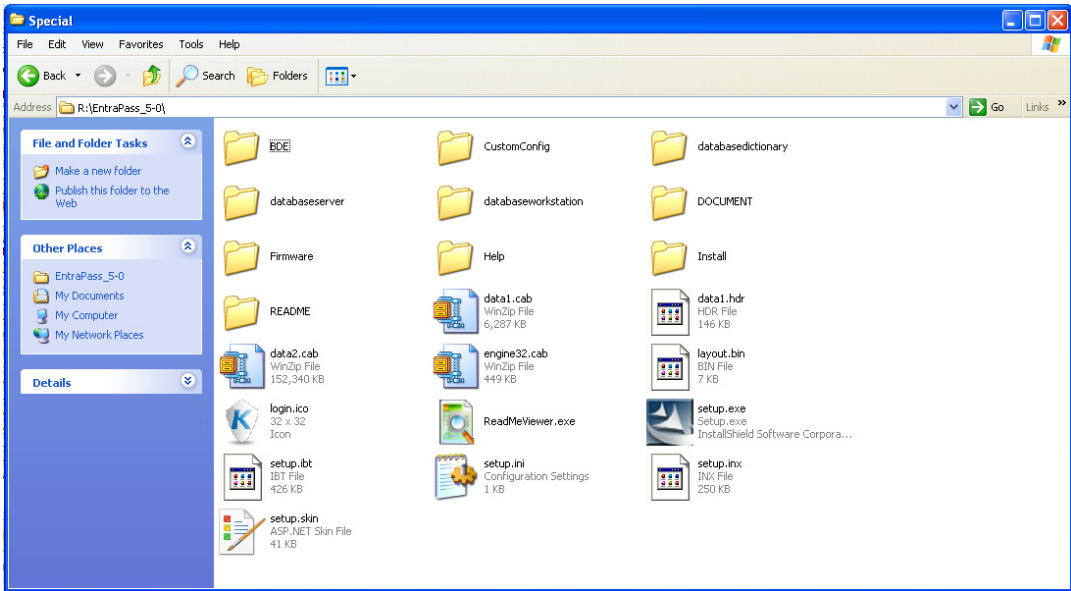 Special
File Edit View Favorites Tools Help
Back Search Folders
Address R:\EntraPass_5-0\ Go Links »
File and Folder Tasks
Make a new folder
Publish this folder to the
Web
Other Places
EntraPass_5-0
My Documents
My Computer
My Network Places
Details
BDE
CustomConfig
databasedictionary
databaseserver
databaseworkstation
DOCUMENT
Firmware
Help
Install
README
data1.cab
WinZip File
6,287 KB
data1.hdr
HDR File
146 KB
data2.cab
WinZip File
152,340 KB
engine32.cab
WinZip File
449 KB
layout.bin
BIN File
7 KB
login.ico
32 x 32
Icon
ReadMeViewer.exe
setup.exe
Setup.exe
InstallShield Software Corpora...
setup.ibt
IBT File
426 KB
setup.ini
Configuration Settings
1 KB
setup.inx
INX File
250 KB
setup.skin
ASP.NET Skin File
41 KB